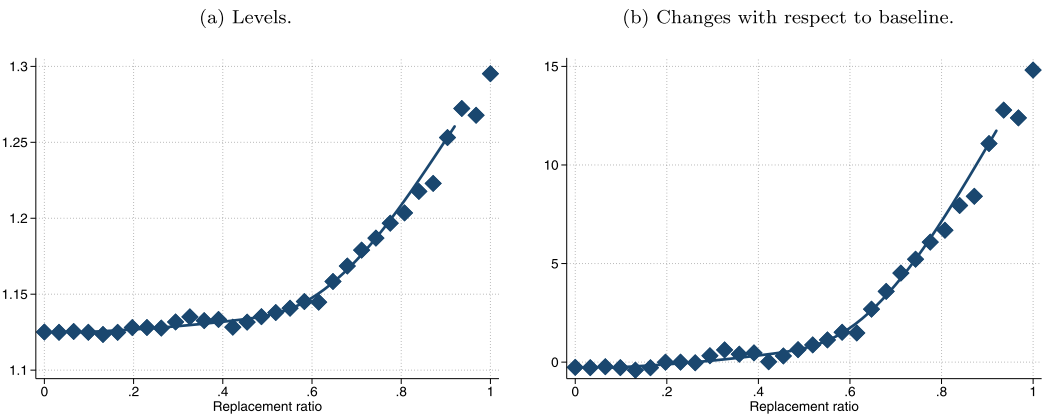 (a) Levels.
(b) Changes with respect to baseline.
1.3
1.25
1.2
1.15
1.1
0 .2 .4 .6 .8 1
Replacement ratio
15
10
5
0
0 .2 .4 .6 .8 1
Replacement ratio